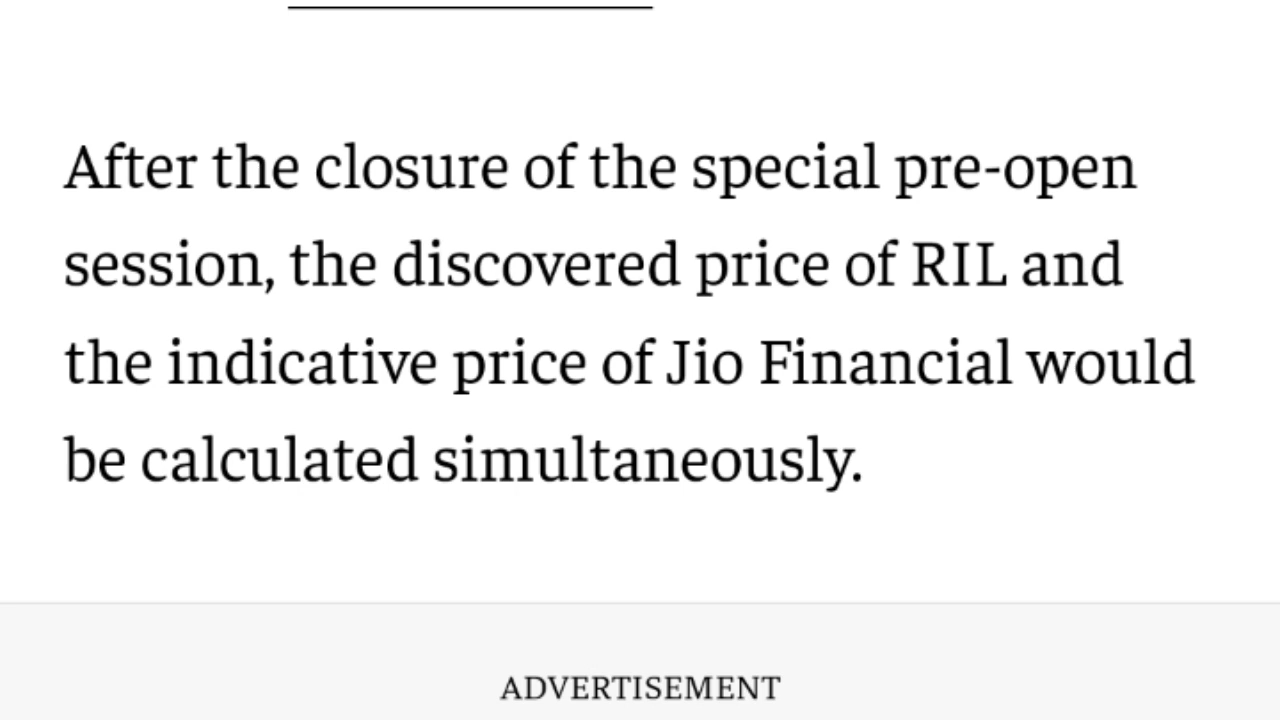 After the closure of the special pre-open
session, the discovered price of RIL and
the indicative price of Jio Financial would
be calculated simultaneously.
ADVERTISEMENT